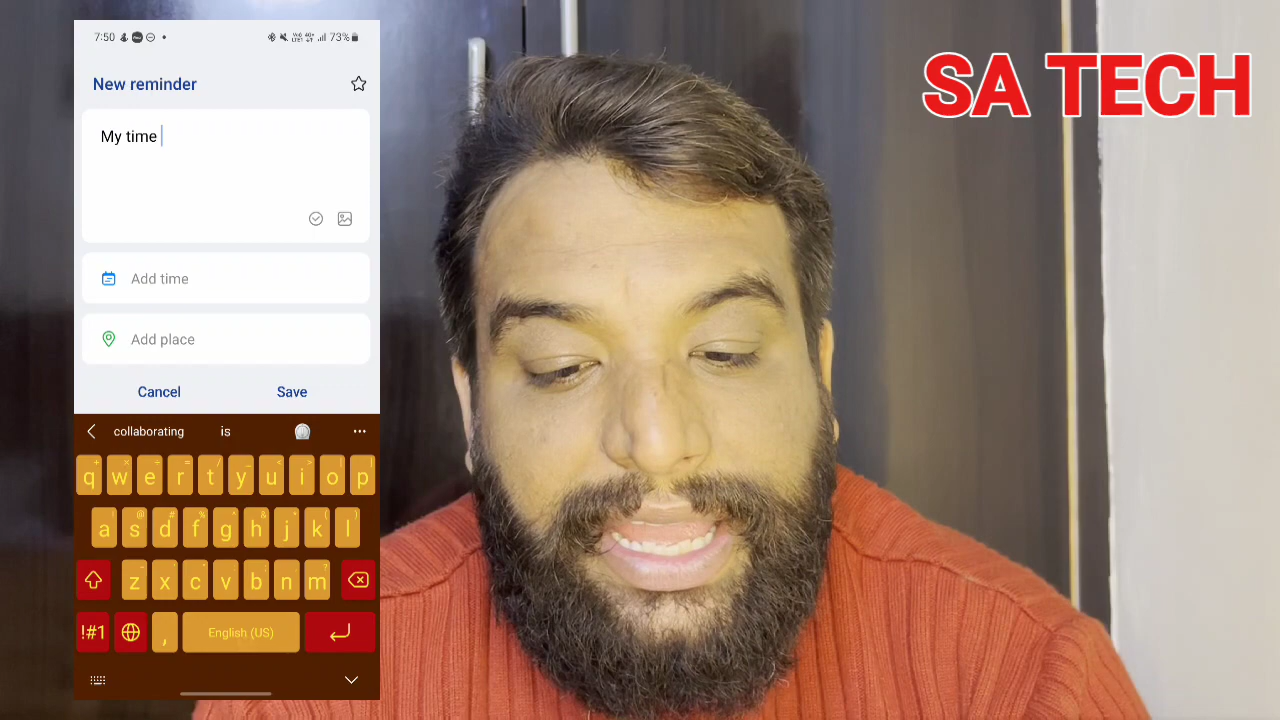 7:50
73%
New reminder
My time
Add time
Add place
Cancel
Save
collaborating
is
q w e r t y u i o p
a s d f g h j k l
z x c v b n m
!#1
,
English (US)
SA TECH